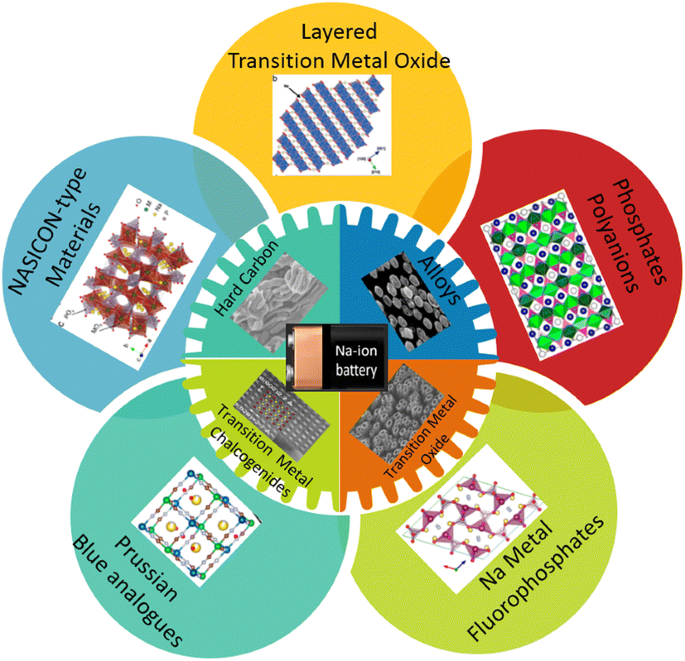 Layered
Transition Metal Oxide
b
Na
NASICON-type
Materials
Phosphates
Polyanions
Hard Carbon
Alloys
Na-ion
battery
Transition Metal
Chalcogenides
Transition Metal
Oxide
Prussian
Blue analogues
Na Metal
Fluorophosphates